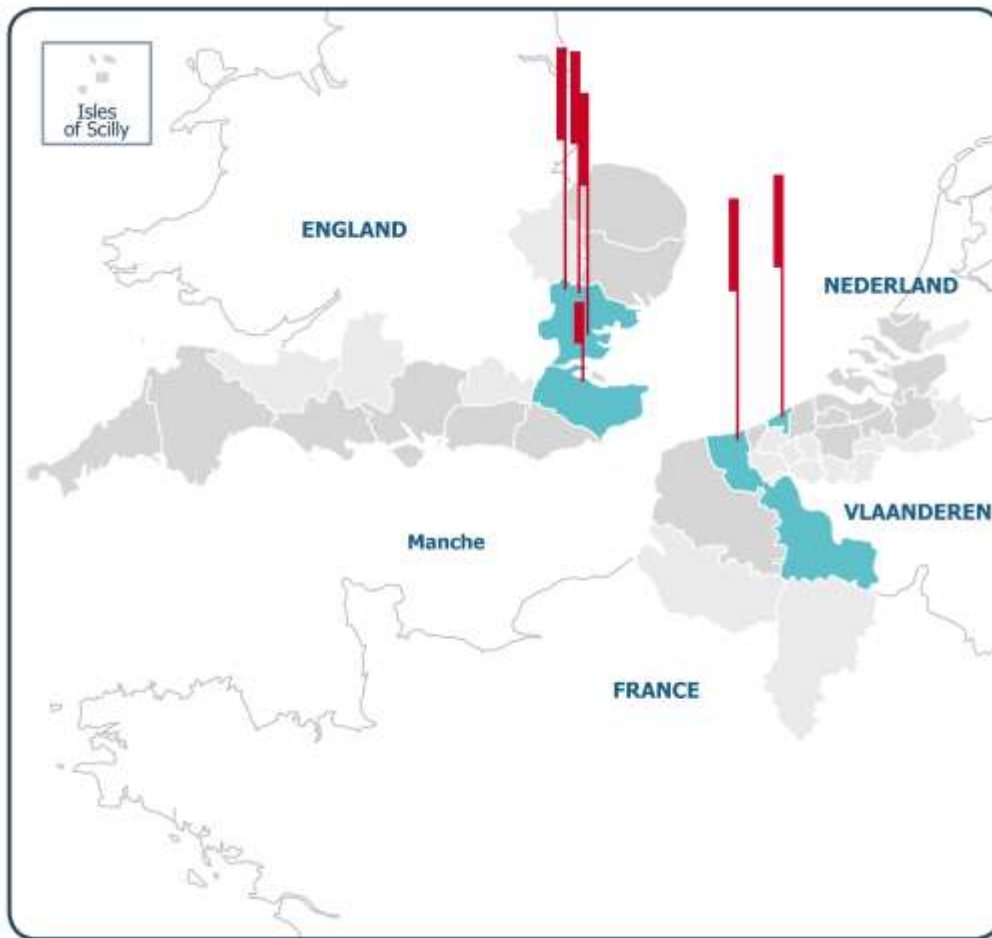 Isles
of Scilly
ENGLAND
NEDERLAND
VLAANDEREN
Manche
FRANCE